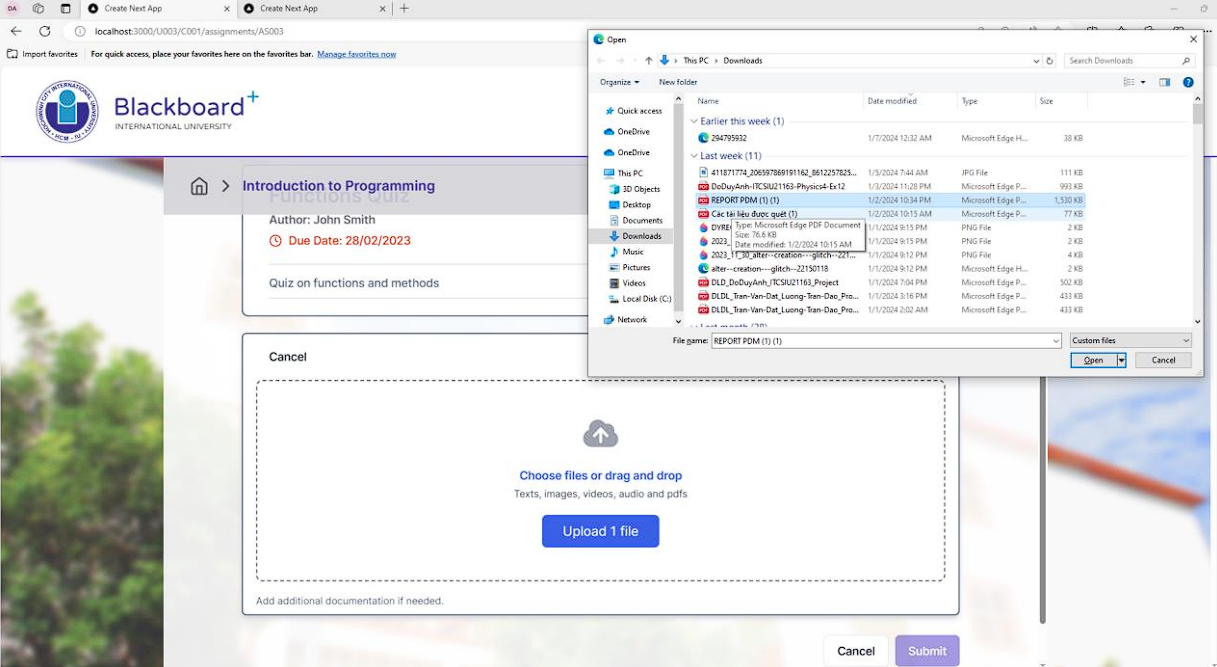 DA
Create Next App
Create Next App
localhost:3000/U003/C001/assignments/AS003
Import favorites
For quick access, place your favorites here on the favorites bar. Manage favorites now
HOCHIMINH CITY INTERNATIONAL UNIVERSITY
HCM - IU
Blackboard+
INTERNATIONAL UNIVERSITY
Introduction to Programming
Functions Quiz
Author: John Smith
Due Date: 28/02/2023
Quiz on functions and methods
Cancel
Choose files or drag and drop
Texts, images, videos, audio and pdfs
Upload 1 file
Add additional documentation if needed.
Cancel
Submit
Open
This PC
Downloads
Search Downloads
Organize
New folder
Quick access
OneDrive
OneDrive
This PC
3D Objects
Desktop
Documents
Downloads
Music
Pictures
Videos
Local Disk (C:)
Network
Name Date modified Type Size
Earlier this week (1)
294795932 1/7/2024 12:32 AM Microsoft Edge H... 38 KB
Last week (11)
411871774_206597869191162_8612257825... 1/5/2024 7:44 AM JPG File 111 KB
DoDuyAnh-ITCSIU21163-Physics4-Ex12 1/3/2024 11:28 PM Microsoft Edge P... 993 KB
REPORT PDM (1) (1) 1/2/2024 10:34 PM Microsoft Edge P... 1,530 KB
Các tài liệu được quét (1) 1/2/2024 10:15 AM Microsoft Edge P... 77 KB
DYRE 1/1/2024 9:15 PM PNG File 2 KB
2023_ 1/1/2024 9:15 PM PNG File 2 KB
2023_11_30_alter--creation---glitch--221... 1/1/2024 9:12 PM PNG File 4 KB
alter--creation---glitch--22150118 1/1/2024 9:12 PM Microsoft Edge H... 2 KB
DLD_DoDuyAnh_ITCSIU21163_Project 1/1/2024 7:04 PM Microsoft Edge P... 502 KB
DLDL_Tran-Van-Dat_Luong-Tran-Dao_Pro... 1/1/2024 3:16 PM Microsoft Edge P... 433 KB
DLDL_Tran-Van-Dat_Luong-Tran-Dao_Pro... 1/1/2024 2:02 AM Microsoft Edge P... 433 KB
Last month (28)
Type: Microsoft Edge PDF Document
Size: 76.6 KB
Date modified: 1/2/2024 10:15 AM
File name: REPORT PDM (1) (1)
Custom files
Open
Cancel